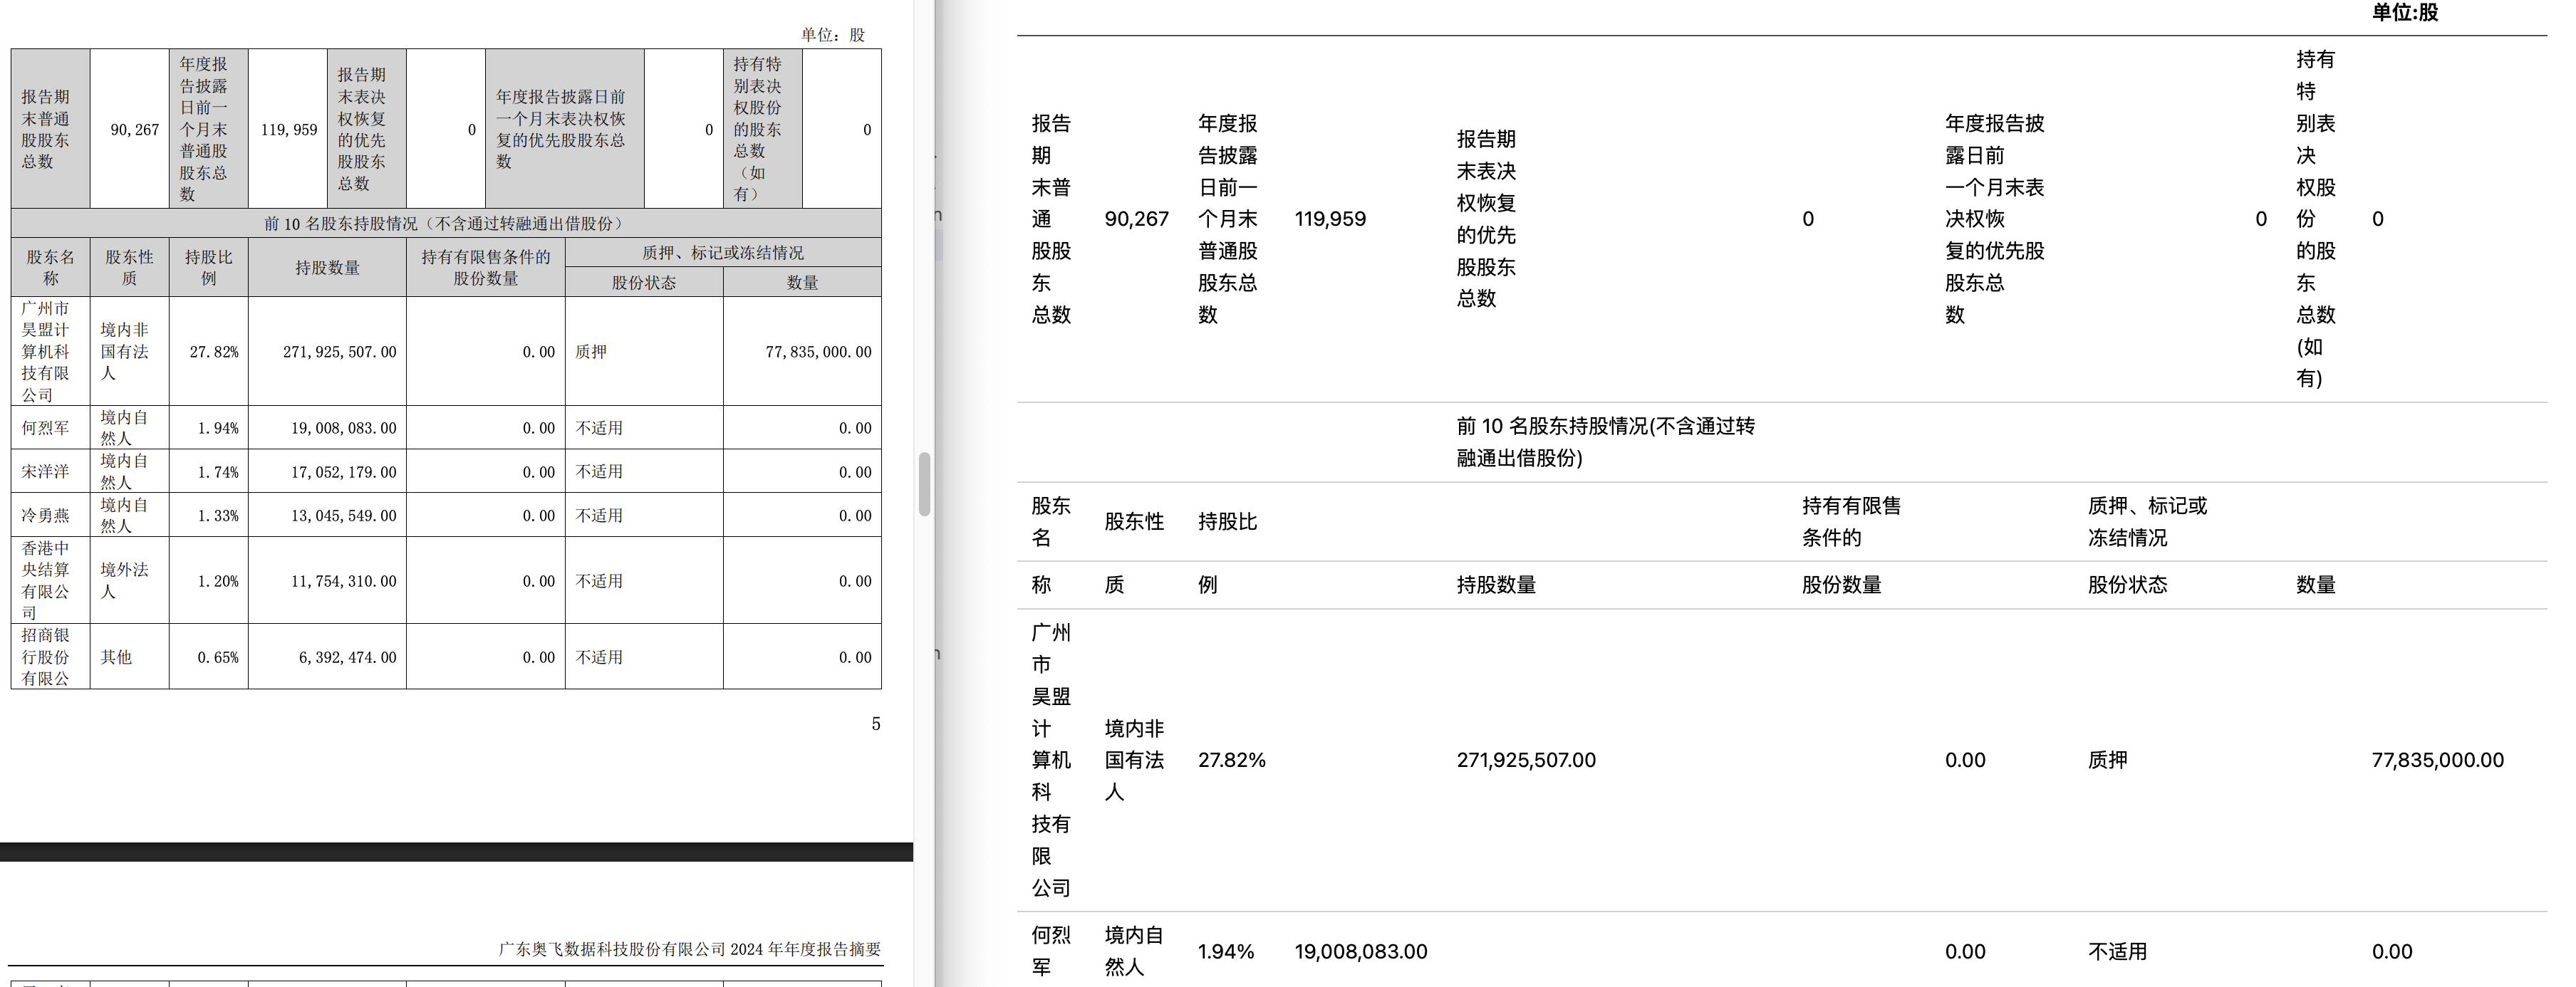 单位：股
报告期
末普通
股股东
总数
90,267
年度报
告披露
日前一
个月末
普通股
股东总
数
119,959
报告期
末表决
权恢复
的优先
股股东
总数
0
年度报告披露日前
一个月末表决权恢
复的优先股股东总
数
0
持有特
别表决
权股份
的股东
总数
（如
有）
0
前 10 名股东持股情况（不含通过转融通出借股份）
股东名
称
股东性
质
持股比
例
持股数量
持有有限售条件的
股份数量
质押、标记或冻结情况
股份状态
数量
广州市
昊盟计
算机科
技有限
公司
境内非
国有法
人
27.82%
271,925,507.00
0.00
质押
77,835,000.00
何烈军
境内自
然人
1.94%
19,008,083.00
0.00
不适用
0.00
宋洋洋
境内自
然人
1.74%
17,052,179.00
0.00
不适用
0.00
冷勇燕
境内自
然人
1.33%
13,045,549.00
0.00
不适用
0.00
香港中
央结算
有限公
司
境外法
人
1.20%
11,754,310.00
0.00
不适用
0.00
招商银
行股份
有限公
其他
0.65%
6,392,474.00
0.00
不适用
0.00
5
广东奥飞数据科技股份有限公司 2024 年年度报告摘要
单位:股
报告
期
末普
通
股股
东
总数
90,267
年度报
告披露
日前一
个月末
普通股
股东总
数
119,959
报告期
末表决
权恢复
的优先
股股东
总数
0
年度报告披
露日前
一个月末表
决权恢
复的优先股
股东总
数
0
持有
特
别表
决
权股
份
的股
东
总数
(如
有)
0
前 10 名股东持股情况(不含通过转
融通出借股份)
股东
名
股东性
持股比
持有有限售
条件的
质押、标记或
冻结情况
称
质
例
持股数量
股份数量
股份状态
数量
广州
市
昊盟
计
算机
科
技有
限
公司
境内非
国有法
人
27.82%
271,925,507.00
0.00
质押
77,835,000.00
何烈
军
境内自
然人
1.94%
19,008,083.00
0.00
不适用
0.00